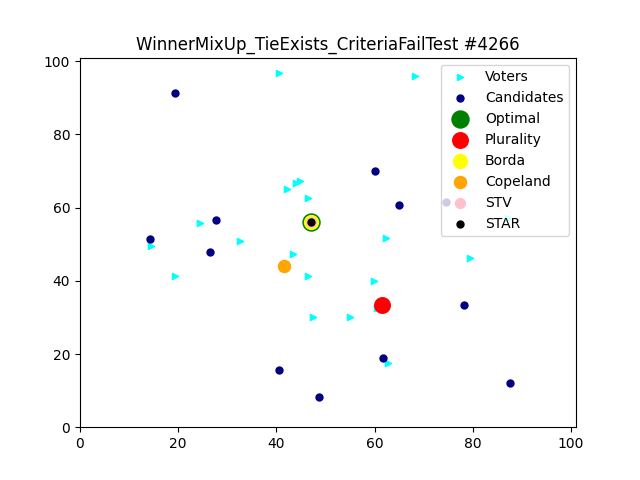 WinnerMixUp_TieExists_CriteriaFailTest #4266
100
80
60
40
20
0
0 20 40 60 80 100
Voters
Candidates
Optimal
Plurality
Borda
Copeland
STV
STAR